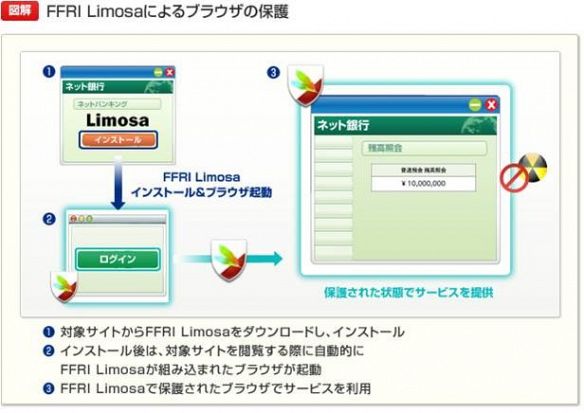 図解 FFRI Limosaによるブラウザの保護
❶
ネット銀行
ネットバンキング
Limosa
インストール
FFRI Limosa
インストール&ブラウザ起動
❷
ログイン
❸
ネット銀行
残高照会
普通預金 残高照会
¥10,000,000
保護された状態でサービスを提供
❶ 対象サイトからFFRI Limosaをダウンロードし、インストール
❷ インストール後は、対象サイトを閲覧する際に自動的に
FFRI Limosaが組み込まれたブラウザが起動
❸ FFRI Limosaで保護されたブラウザでサービスを利用